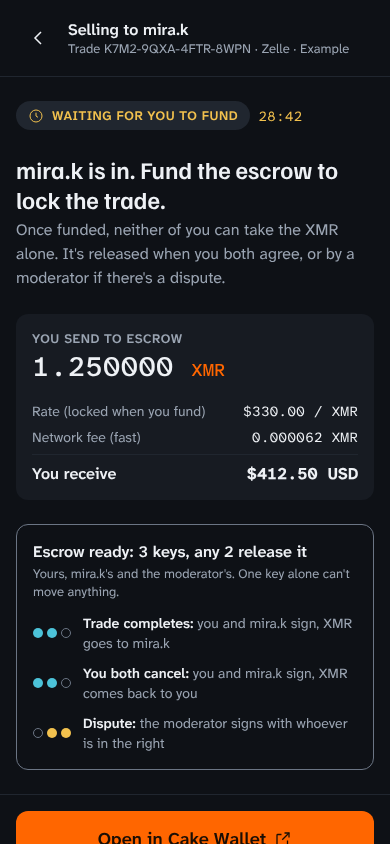 Selling to mira.k
Trade K7M2-9QXA-4FTR-8WPN · Zelle · Example
WAITING FOR YOU TO FUND 28:42
mira.k is in. Fund the escrow to
lock the trade.
Once funded, neither of you can take the XMR
alone. It's released when you both agree, or by a
moderator if there's a dispute.
YOU SEND TO ESCROW
1.250000 XMR
Rate (locked when you fund) $330.00 / XMR
Network fee (fast) 0.000062 XMR
You receive $412.50 USD
Escrow ready: 3 keys, any 2 release it
Yours, mira.k's and the moderator's. One key alone can't
move anything.
Trade completes: you and mira.k sign, XMR
goes to mira.k
You both cancel: you and mira.k sign, XMR
comes back to you
Dispute: the moderator signs with whoever
is in the right
Open in Cake Wallet